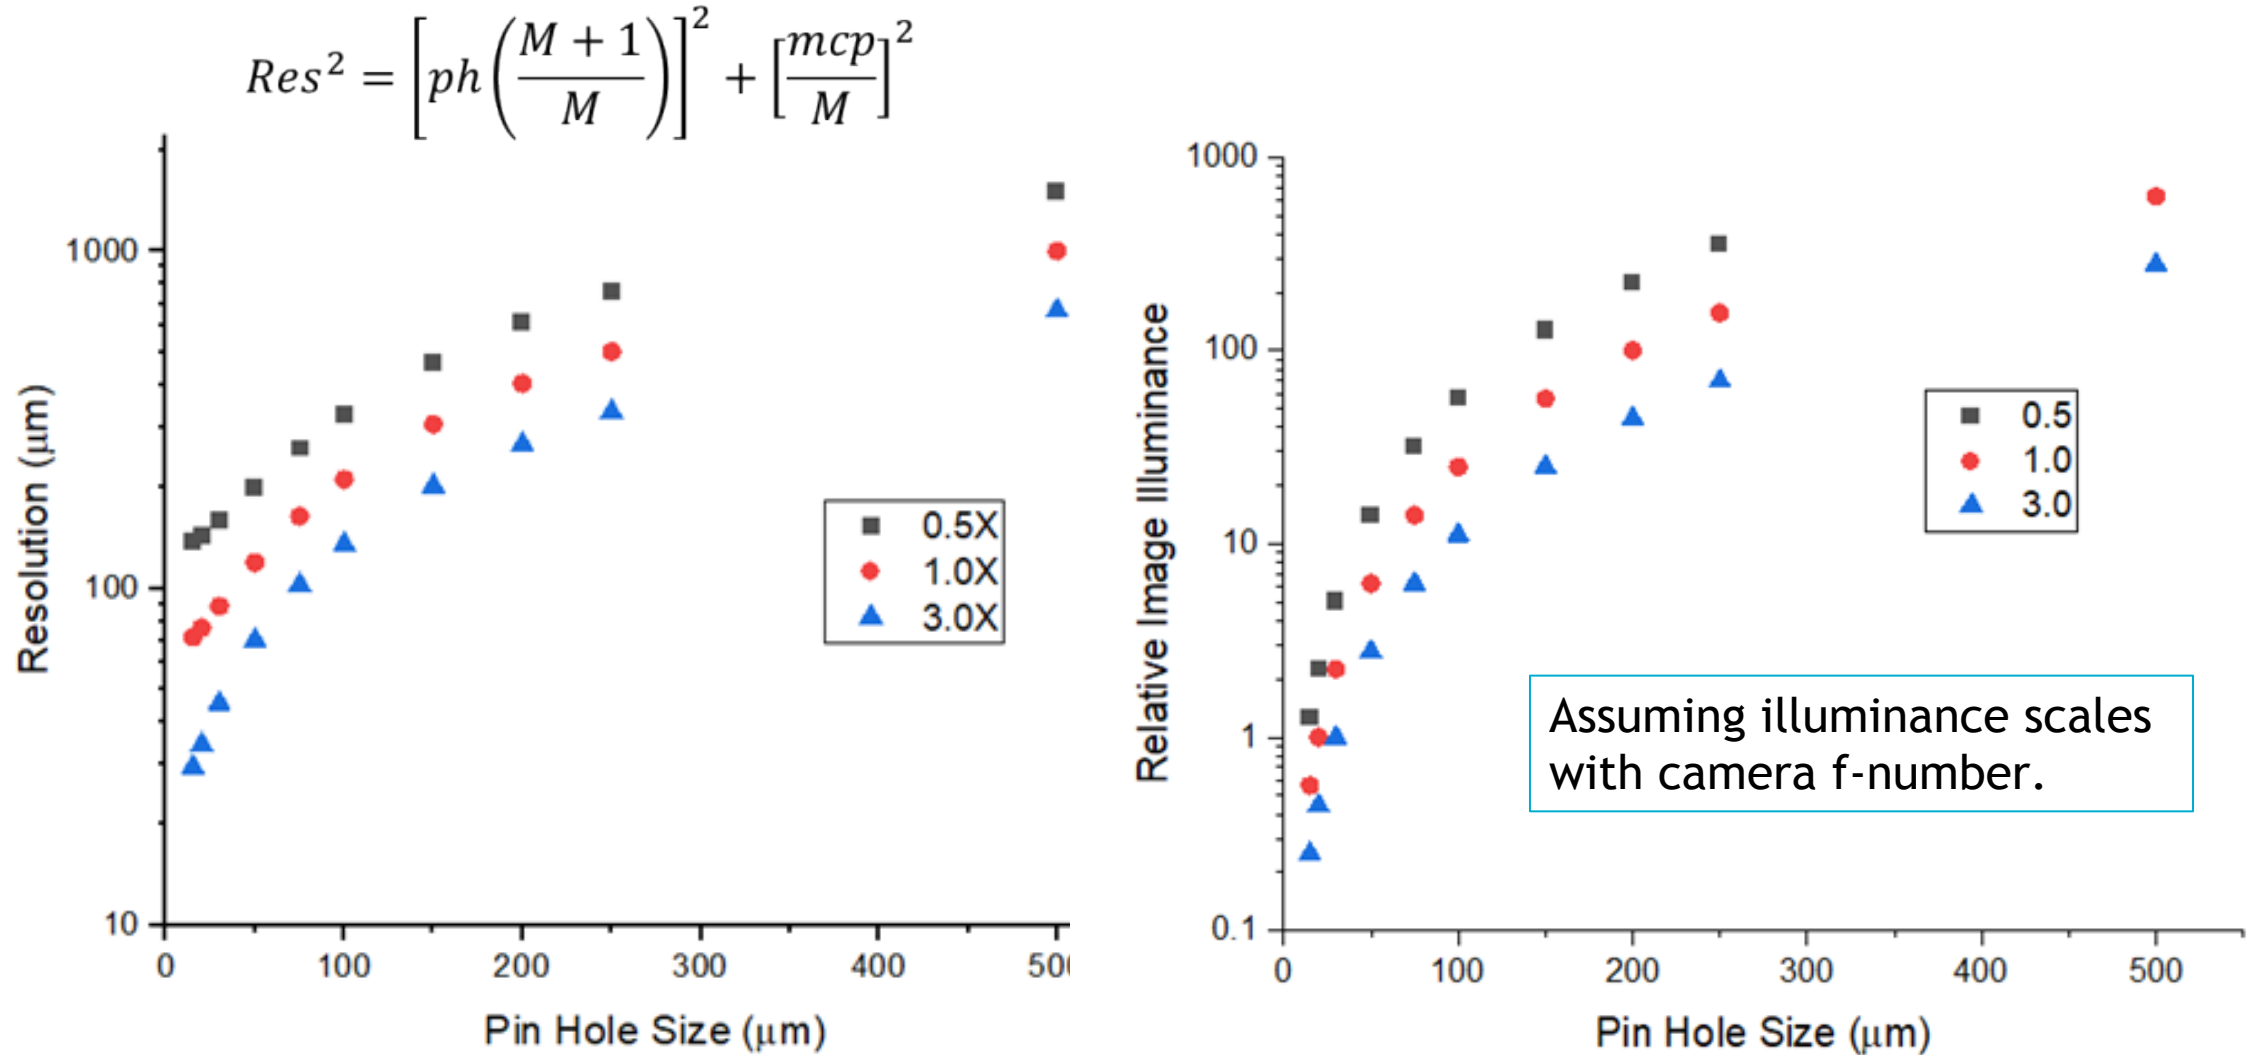 Res² = [ph((M + 1)/M)]² + [mcp/M]²
Resolution (μm)
1000
100
10
0 100 200 300 400 50
Pin Hole Size (μm)
0.5X
1.0X
3.0X
Relative Image Illuminance
1000
100
10
1
0.1
0 100 200 300 400 500
Pin Hole Size (μm)
0.5
1.0
3.0
Assuming illuminance scales
with camera f-number.